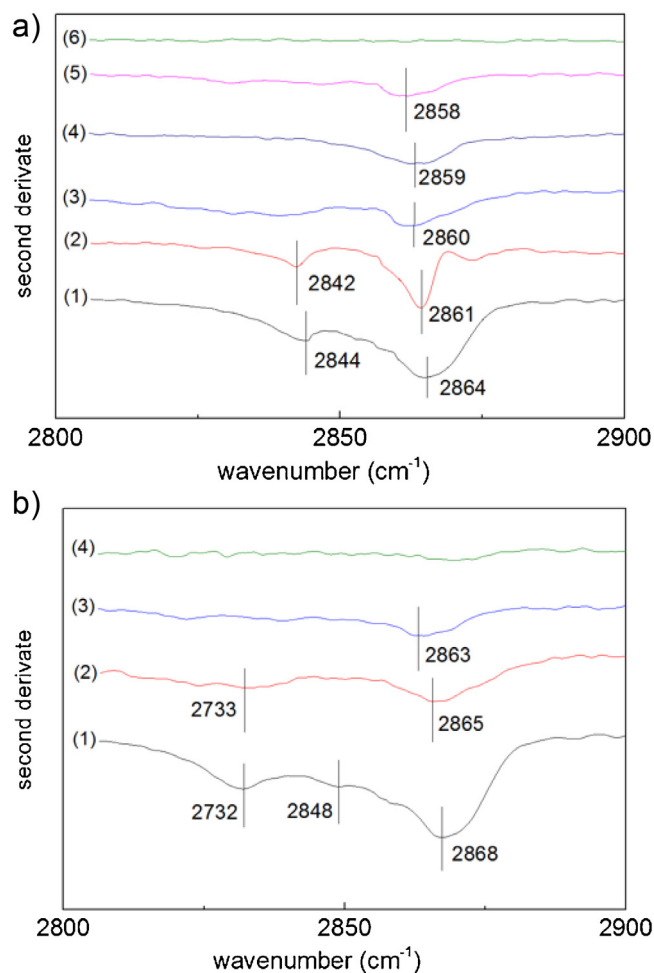 a)
(6)
(5)
2858
(4)
2859
(3)
2860
(2)
2842
2861
(1)
2844
2864
second derivate
2800 2850 2900
wavenumber (cm⁻¹)
b)
(4)
(3)
2863
(2)
2733
2865
(1)
2732
2848
2868
second derivate
2800 2850 2900
wavenumber (cm⁻¹)